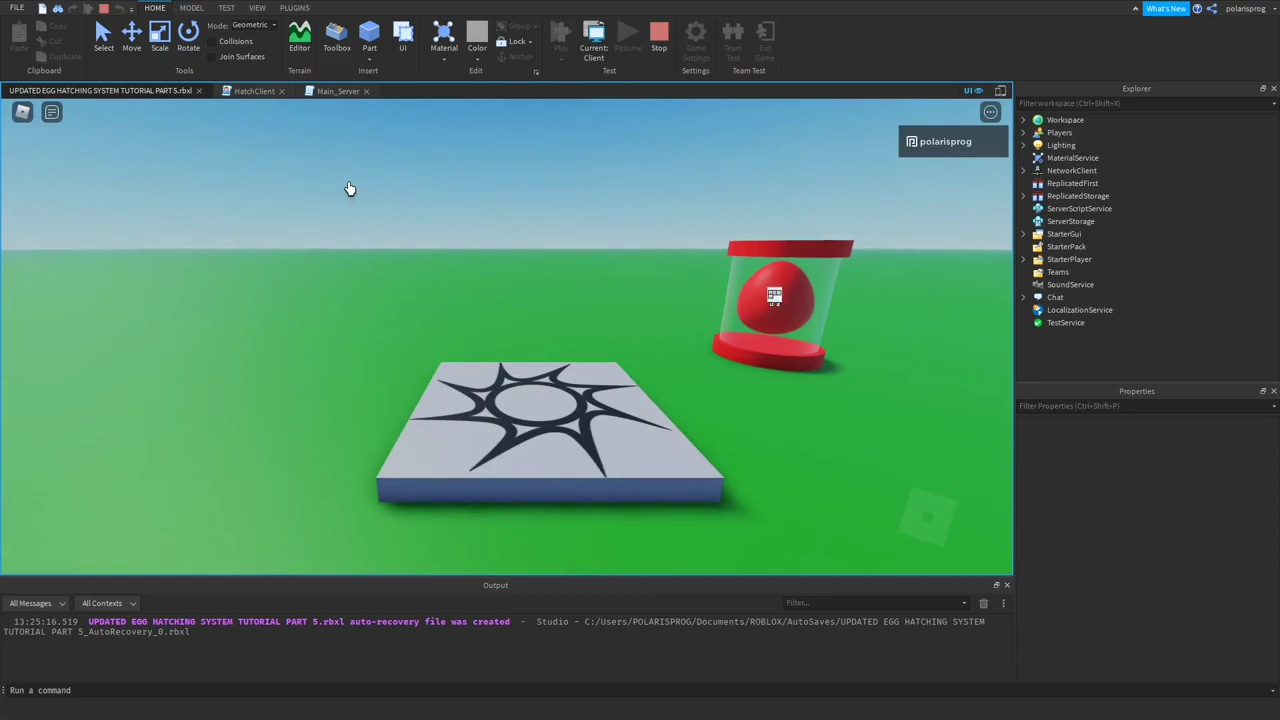 FILE HOME MODEL TEST VIEW PLUGINS What's New polarisprog
Paste Copy Cut Duplicate Select Move Scale Rotate Mode: Geometric Collisions Join Surfaces Editor Toolbox Part UI Material Color Group Lock Anchor Play Current: Client Resume Stop Game Settings Team Test Exit Game
Clipboard Tools Terrain Insert Edit Test Settings Team Test
UPDATED EGG HATCHING SYSTEM TUTORIAL PART 5.rbxl HatchClient Main_Server UI
polarisprog
Explorer
Filter workspace (Ctrl+Shift+X)
Workspace
Players
Lighting
MaterialService
NetworkClient
ReplicatedFirst
ReplicatedStorage
ServerScriptService
ServerStorage
StarterGui
StarterPack
StarterPlayer
Teams
SoundService
Chat
LocalizationService
TestService
Properties
Filter Properties (Ctrl+Shift+P)
Output
All Messages All Contexts Filter...
13:25:16.519 UPDATED EGG HATCHING SYSTEM TUTORIAL PART 5.rbxl auto-recovery file was created - Studio - C:/Users/POLARISPROG/Documents/ROBLOX/AutoSaves/UPDATED EGG HATCHING SYSTEM
TUTORIAL PART 5_AutoRecovery_0.rbxl
Run a command